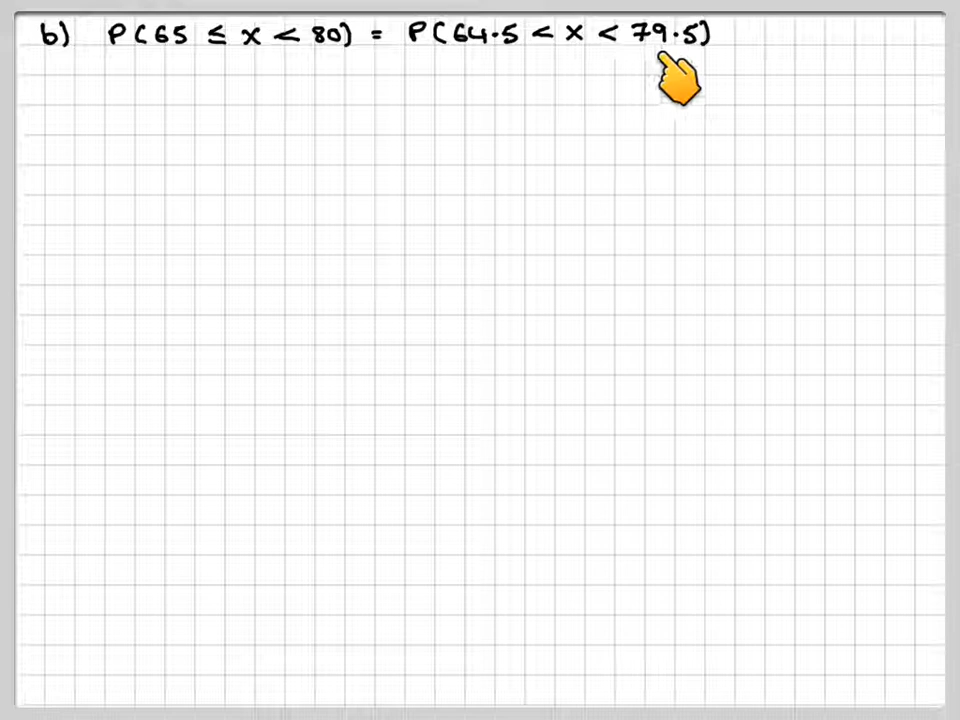 b) P(65 ≤ x < 80) = P(64.5 < x < 79.5)